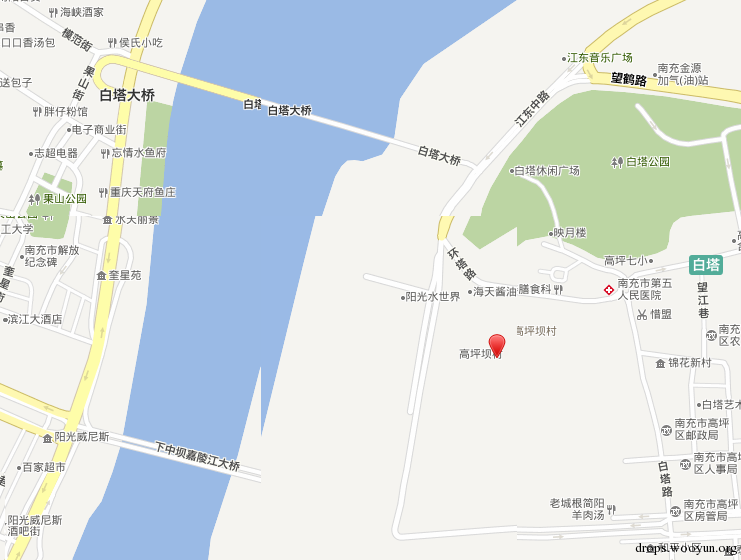 海峡酒家
香
口口香汤包
模范街
侯氏小吃
江东音乐广场
南充金源
加气(油)站
望鹤路
送包子
果山街
白塔大桥
白塔
白塔大桥
江东中路
胖仔粉馆
电子商业街
志超电器
忘情水鱼府
白塔大桥
白塔公园
白塔休闲广场
重庆天府鱼庄
果山公园
水天丽景
工大学
映月楼
南充市解放
纪念碑
环塔路
高坪七小
白塔
奎星苑
奎星街
南充市第五
人民医院
望江巷
海天酱油
膳食科
阳光水世界
滨江大酒店
惜盟
高坪坝村
高坪坝村
区农
锦花新村
白塔艺术
南充市高坪
区邮政局
阳光威尼斯
下中坝嘉陵江大桥
百家超市
南充市高坪
区人事局
白塔路
老城根简阳
羊肉汤
南充市高坪
区房管局
阳光威尼斯
酒吧街
drops.wooyun.org